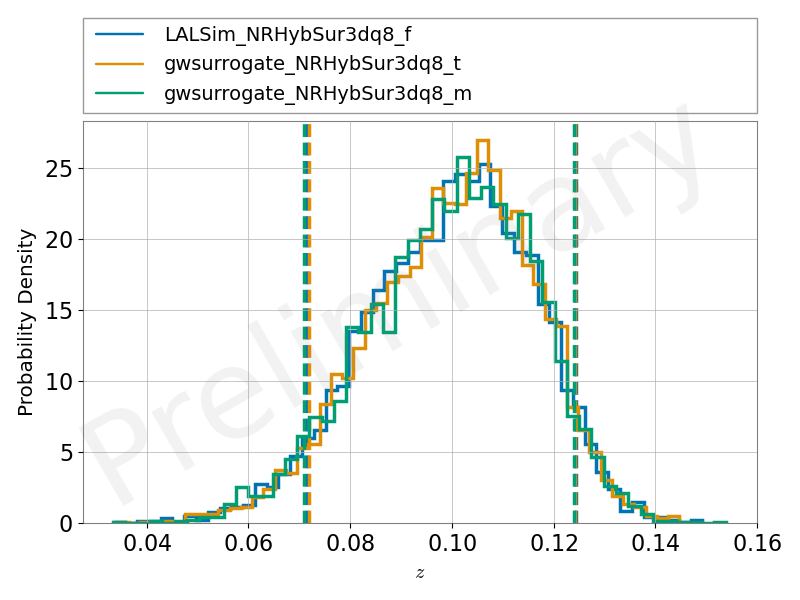 LALSim_NRHybSur3dq8_f
gwsurrogate_NRHybSur3dq8_t
gwsurrogate_NRHybSur3dq8_m
Preliminary
Probability Density
25
20
15
10
5
0
0.04 0.06 0.08 0.10 0.12 0.14 0.16
z